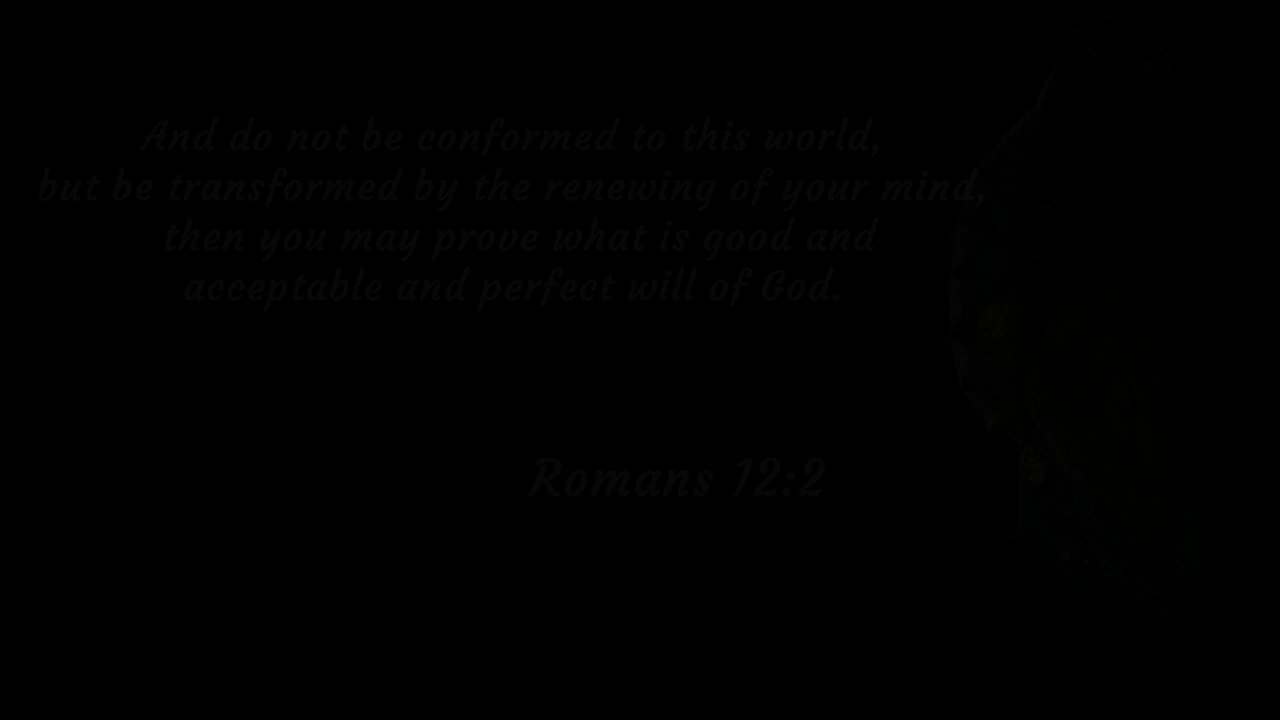 And do not be conformed to this world,
but be transformed by the renewing of your mind,
then you may prove what is good and
acceptable and perfect will of God.
Romans 12:2